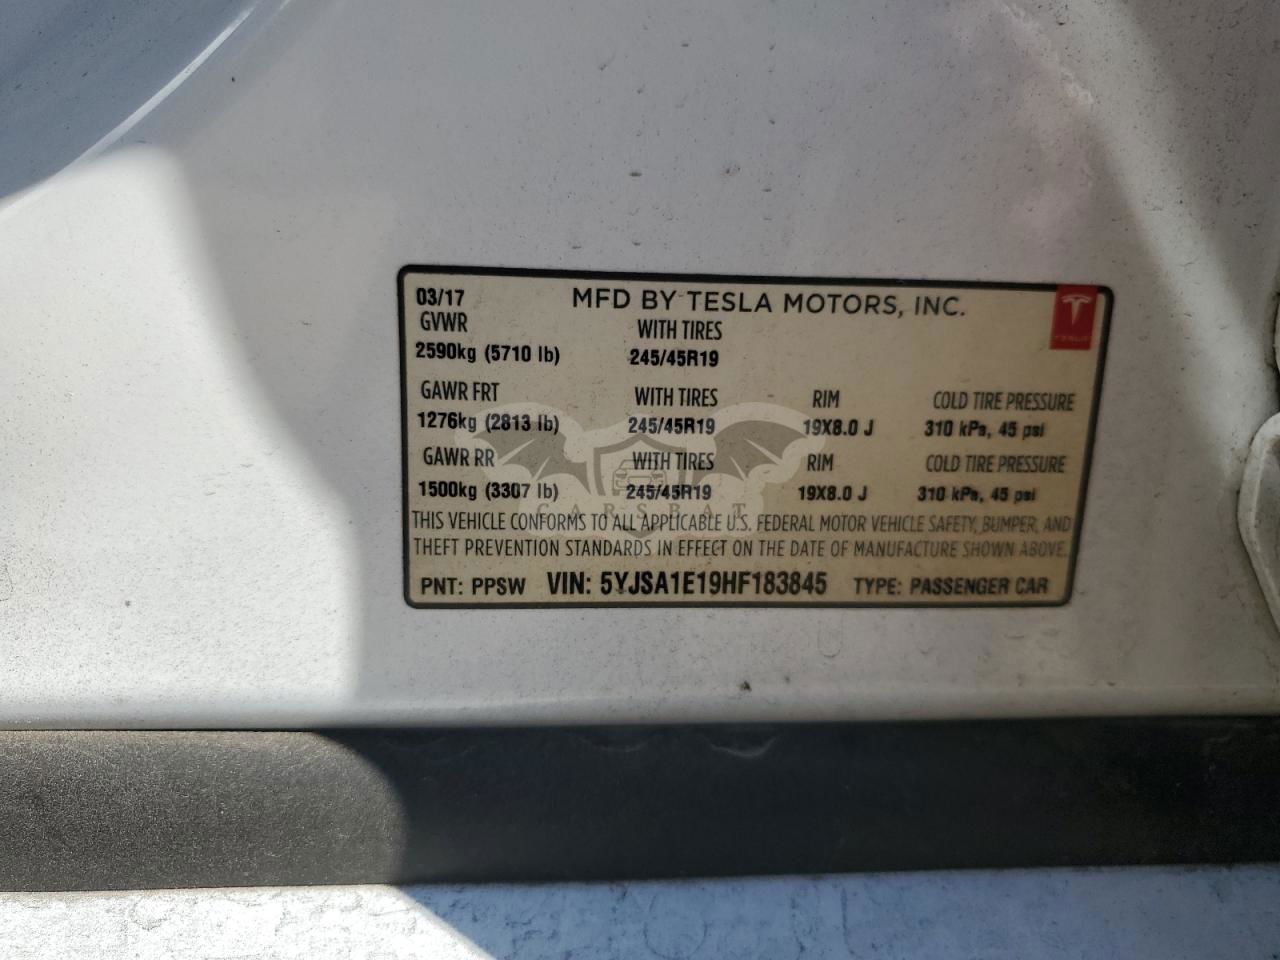 03/17 MFD BY TESLA MOTORS, INC.
GVWR WITH TIRES
2590kg (5710 lb) 245/45R19
TESLA
GAWR FRT WITH TIRES RIM COLD TIRE PRESSURE
1276kg (2813 lb) 245/45R19 19X8.0 J 310 kPa, 45 psi
GAWR RR WITH TIRES RIM COLD TIRE PRESSURE
1500kg (3307 lb) 245/45R19 19X8.0 J 310 kPa, 45 psi
CARSBAT
THIS VEHICLE CONFORMS TO ALL APPLICABLE U.S. FEDERAL MOTOR VEHICLE SAFETY, BUMPER, AND
THEFT PREVENTION STANDARDS IN EFFECT ON THE DATE OF MANUFACTURE SHOWN ABOVE.
PNT: PPSW VIN: 5YJSA1E19HF183845 TYPE: PASSENGER CAR